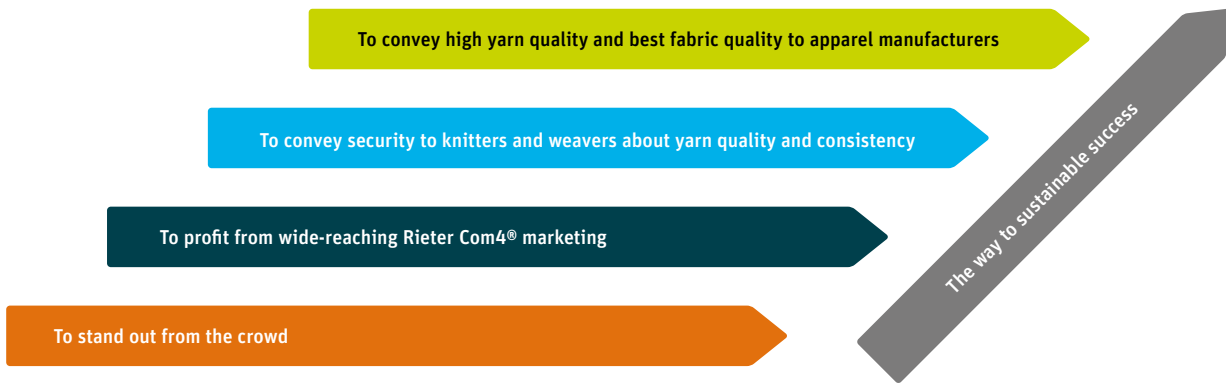 To convey high yarn quality and best fabric quality to apparel manufacturers
To convey security to knitters and weavers about yarn quality and consistency
To profit from wide-reaching Rieter Com4® marketing
To stand out from the crowd
The way to sustainable success